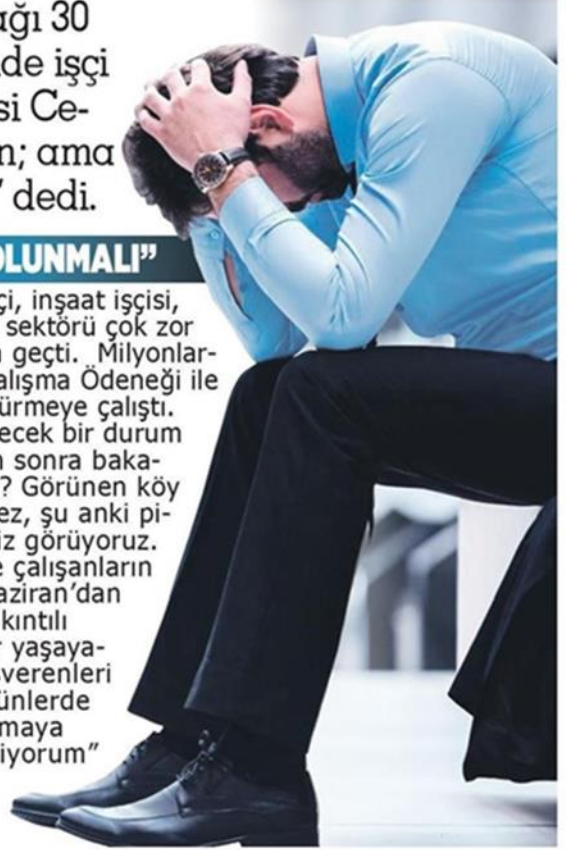 ağı 30
de işçi
si Ce-
n; ama
" dedi.
OLUNMALI"
çi, inşaat işçisi,
sektörü çok zor
geçti. Milyonlar-
alışma Ödeneği ile
ürmeye çalıştı.
ecek bir durum
n sonra baka-
? Görünen köy
ez, şu anki pi-
iz görüyoruz.
e çalışanların
aziran'dan
kıntılı
r yaşaya-
şverenleri
ünlerde
maya
iyorum"